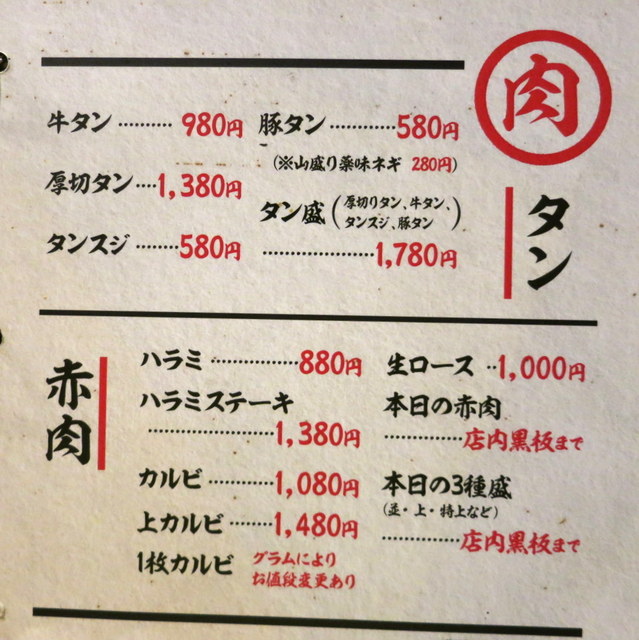 肉
タン
牛タン………980円
厚切タン…1,380円
タンスジ……580円
豚タン………580円
(※山盛り薬味ネギ 280円)
タン盛(厚切りタン、牛タン、
タンスジ、豚タン)
………………1,780円
赤肉
ハラミ…………880円
ハラミステーキ
………………1,380円
カルビ………1,080円
上カルビ……1,480円
1枚カルビ グラムにより
お値段変更あり
生ロース…1,000円
本日の赤肉
…………店内黒板まで
本日の3種盛
(並・上・特上など)
…………店内黒板まで